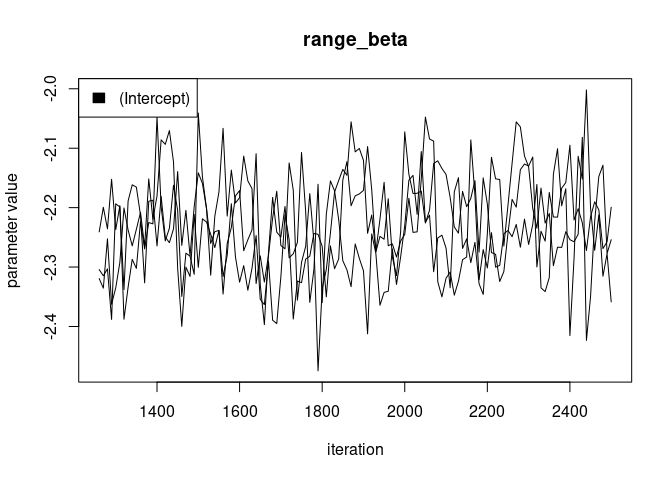 range_beta
(Intercept)
parameter value
-2.0
-2.1
-2.2
-2.3
-2.4
1400 1600 1800 2000 2200 2400
iteration